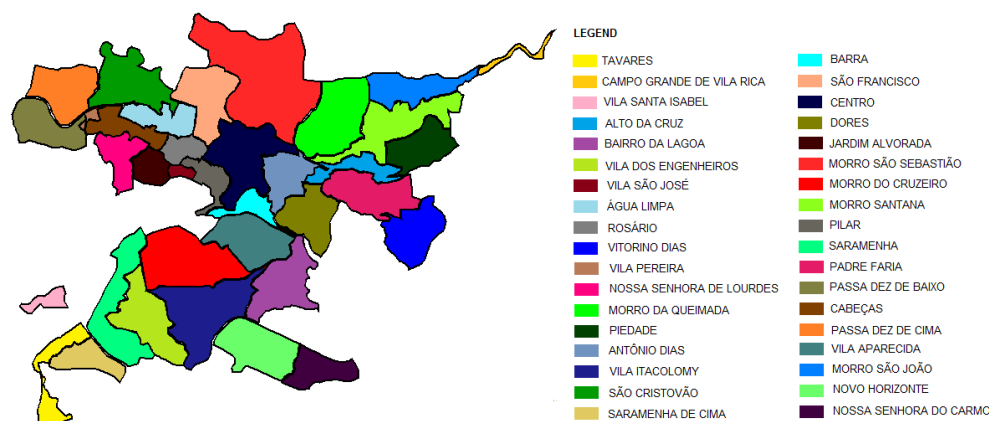 LEGEND
TAVARES
CAMPO GRANDE DE VILA RICA
VILA SANTA ISABEL
ALTO DA CRUZ
BAIRRO DA LAGOA
VILA DOS ENGENHEIROS
VILA SÃO JOSÉ
ÁGUA LIMPA
ROSÁRIO
VITORINO DIAS
VILA PEREIRA
NOSSA SENHORA DE LOURDES
MORRO DA QUEIMADA
PIEDADE
ANTÔNIO DIAS
VILA ITACOLOMY
SÃO CRISTOVÃO
SARAMENHA DE CIMA
BARRA
SÃO FRANCISCO
CENTRO
DORES
JARDIM ALVORADA
MORRO SÃO SEBASTIÃO
MORRO DO CRUZEIRO
MORRO SANTANA
PILAR
SARAMENHA
PADRE FARIA
PASSA DEZ DE BAIXO
CABEÇAS
PASSA DEZ DE CIMA
VILA APARECIDA
MORRO SÃO JOÃO
NOVO HORIZONTE
NOSSA SENHORA DO CARMO